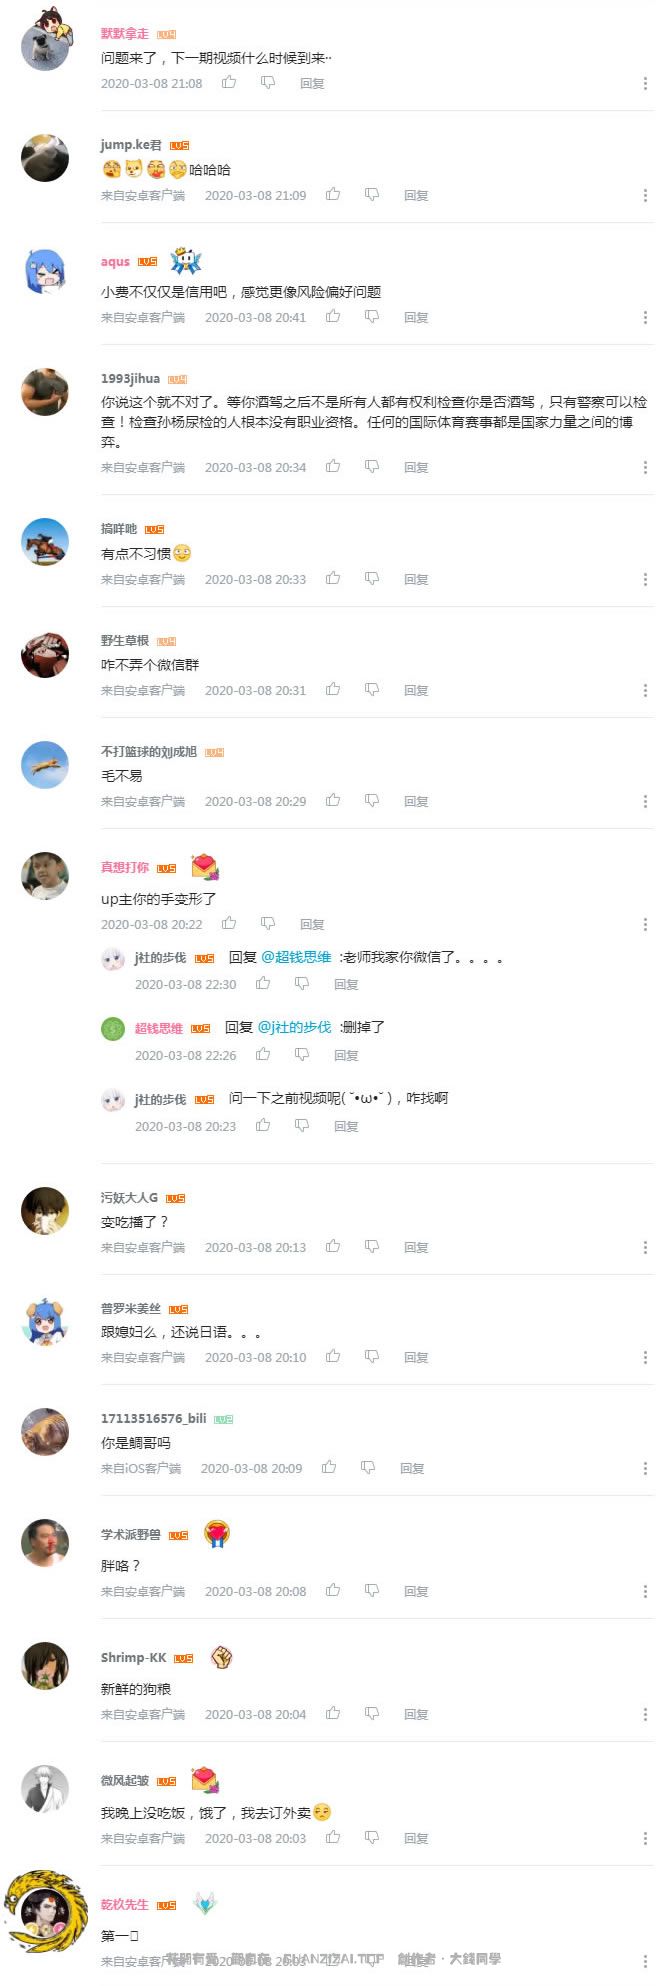 默默拿走 LV4
问题来了，下一期视频什么时候到来··
2020-03-08 21:08 回复
jump.ke君 LV5
哈哈哈
来自安卓客户端 2020-03-08 21:09 回复
aqus LV5
小费不仅仅是信用吧，感觉更像风险偏好问题
来自安卓客户端 2020-03-08 20:41 回复
1993jihua LV4
你说这个就不对了。等你酒驾之后不是所有人都有权利检查你是否酒驾，只有警察可以检
查！检查孙杨尿检的人根本没有职业资格。任何的国际体育赛事都是国家力量之间的博
弈。
来自安卓客户端 2020-03-08 20:34 回复
搞咩吔 LV5
有点不习惯
来自安卓客户端 2020-03-08 20:33 回复
野生草根 LV4
咋不弄个微信群
来自安卓客户端 2020-03-08 20:31 回复
不打篮球的刘成旭 LV4
毛不易
来自安卓客户端 2020-03-08 20:29 回复
真想打你 LV5
up主你的手变形了
2020-03-08 20:22 回复
j社的步伐 LV5 回复 @超钱思维 :老师我家你微信了。。。。
2020-03-08 22:30 回复
超钱思维 LV5 回复 @j社的步伐 :删掉了
2020-03-08 22:26 回复
j社的步伐 LV5 问一下之前视频呢( ˘•ω•˘ )，咋找啊
2020-03-08 20:23 回复
污妖大人G LV5
变吃播了？
来自安卓客户端 2020-03-08 20:13 回复
普罗米姜丝 LV5
跟媳妇么，还说日语。。。
来自安卓客户端 2020-03-08 20:10 回复
17113516576_bili LV2
你是鲷哥吗
来自iOS客户端 2020-03-08 20:09 回复
学术派野兽 LV5
胖咯？
来自安卓客户端 2020-03-08 20:08 回复
Shrimp-KK LV5
新鲜的狗粮
来自安卓客户端 2020-03-08 20:04 回复
微风起皱 LV5
我晚上没吃饭，饿了，我去订外卖
来自安卓客户端 2020-03-08 20:03 回复
乾玖先生 LV5
第一
来自安卓客户端 2020-03-08 20:03 回复
創作者·大錢同學